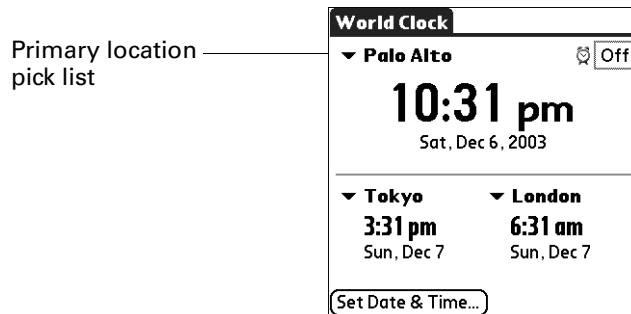 Primary location
pick list
World Clock
Palo Alto
Off
10:31 pm
Sat, Dec 6, 2003
Tokyo
London
3:31 pm
6:31 am
Sun, Dec 7
Sun, Dec 7
Set Date & Time...